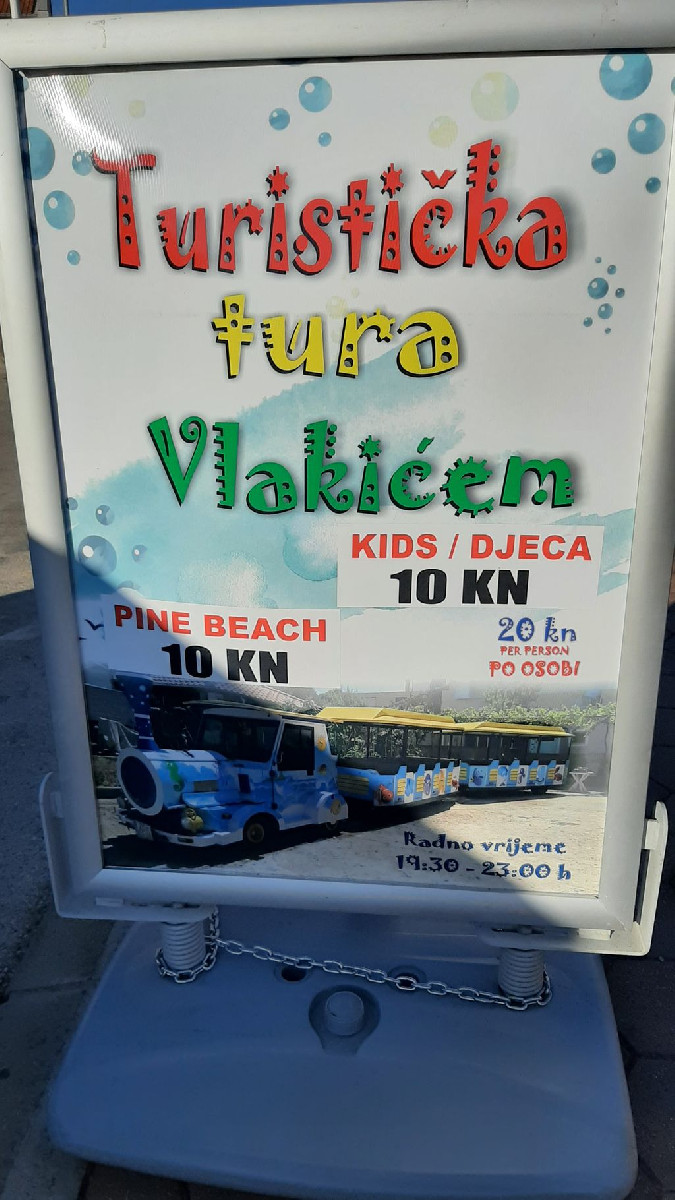 Turistička
tura
Vlakićem
KIDS / DJECA
10 KN
PINE BEACH
10 KN
20 kn
PER PERSON
PO OSOBI
Radno vrijeme
19:30 - 23:00 h